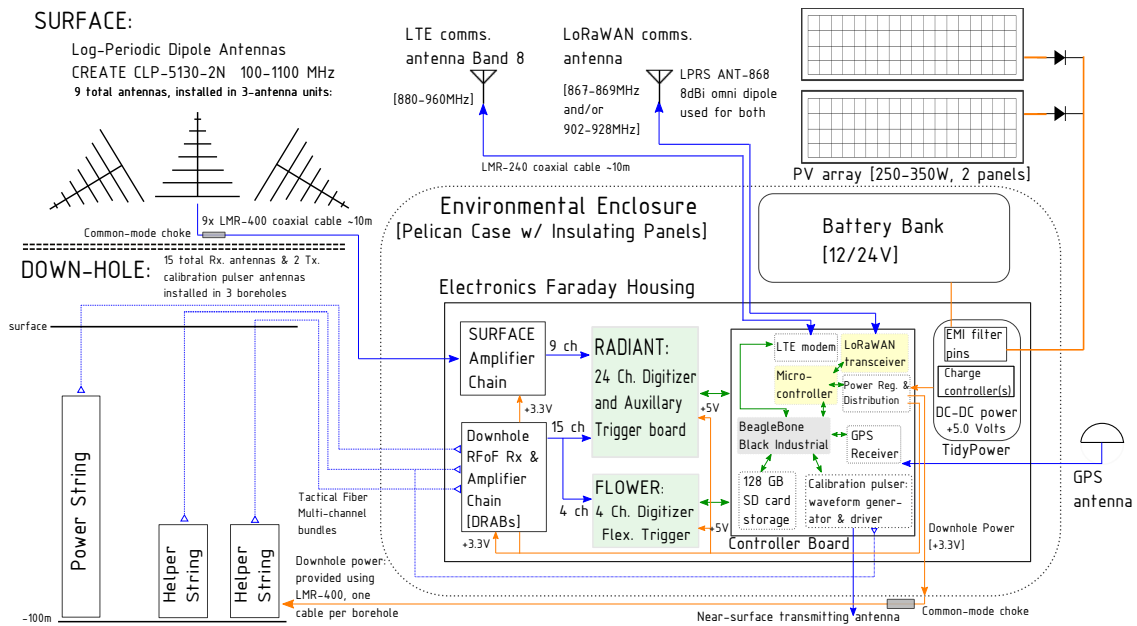 SURFACE:
Log-Periodic Dipole Antennas
CREATE CLP-5130-2N 100-1100 MHz
9 total antennas, installed in 3-antenna units:
LTE comms.
antenna Band 8
[880-960MHz]
LoRaWAN comms.
antenna
[867-869MHz
and/or
902-928MHz]
LPRS ANT-868
8dBi omni dipole
used for both
LMR-240 coaxial cable ~10m
PV array [250-350W, 2 panels]
9x LMR-400 coaxial cable ~10m
Common-mode choke
DOWN-HOLE:
15 total Rx. antennas & 2 Tx.
calibration pulser antennas
installed in 3 boreholes
surface
Environmental Enclosure
[Pelican Case w/ Insulating Panels]
Battery Bank
[12/24V]
Electronics Faraday Housing
SURFACE
Amplifier
Chain
9 ch
RADIANT:
24 Ch. Digitizer
and Auxillary
Trigger board
+3.3V
15 ch
+5V
Downhole
RFoF Rx &
Amplifier
Chain
[DRABs]
4 ch
+3.3V
FLOWER:
4 Ch. Digitizer
Flex. Trigger
+5V
LTE modem
LoRaWAN
transceiver
Micro-
controller
Power Reg. &
Distribution
BeagleBone
Black Industrial
GPS
Receiver
128 GB
SD card
storage
Calibration pulser:
waveform gener-
ator & driver
Controller Board
EMI filter
pins
Charge
controller(s)
DC-DC power
+5.0 Volts
TidyPower
GPS
antenna
Downhole Power
[+3.3V]
Power String
Helper
String
Helper
String
Tactical Fiber
Multi-channel
bundles
Downhole power:
provided using
LMR-400, one
cable per borehole
-100m
Near-surface transmitting antenna
Common-mode choke